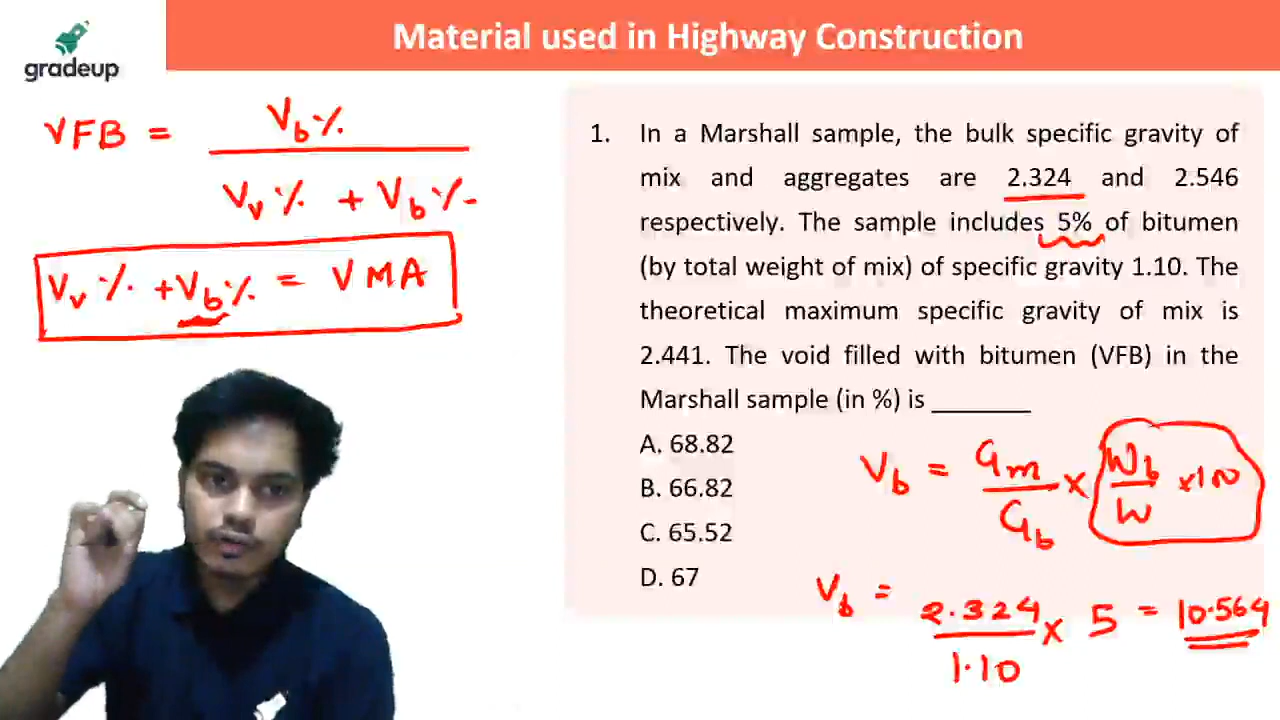 Material used in Highway Construction
gradeup
VFB = Vb% / Vv% + Vb%
Vv% + Vb% = VMA
1. In a Marshall sample, the bulk specific gravity of
mix and aggregates are 2.324 and 2.546
respectively. The sample includes 5% of bitumen
(by total weight of mix) of specific gravity 1.10. The
theoretical maximum specific gravity of mix is
2.441. The void filled with bitumen (VFB) in the
Marshall sample (in %) is _______
A. 68.82
B. 66.82
C. 65.52
D. 67
Vb = Gm / Gb × Wb / W × 100
Vb = 2.324 / 1.10 × 5 = 10.564